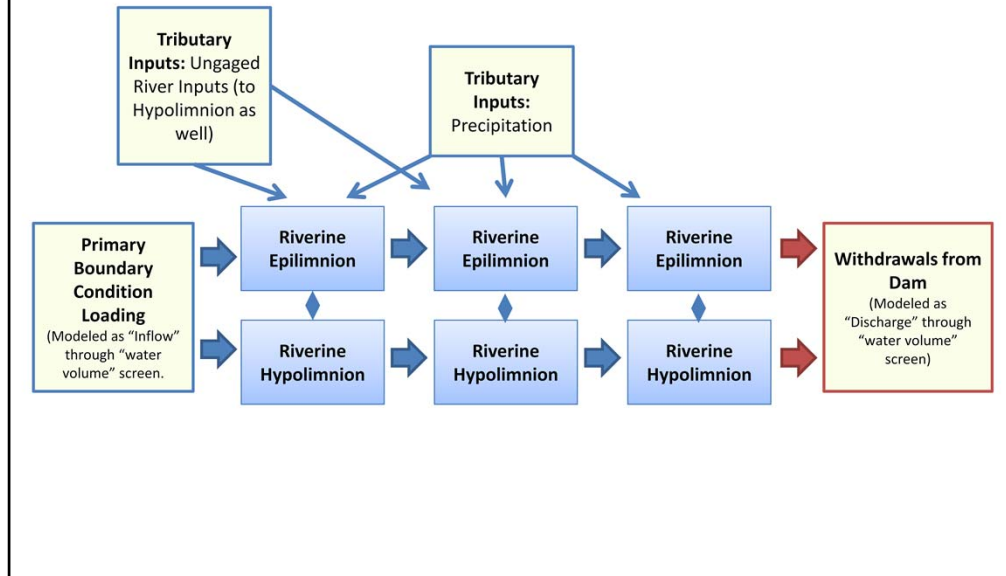 Tributary
Inputs: Ungaged
River Inputs (to
Hypolimnion as
well)
Tributary
Inputs:
Precipitation
Primary
Boundary
Condition
Loading
(Modeled as “Inflow”
through “water
volume” screen.
Riverine
Epilimnion
Riverine
Epilimnion
Riverine
Epilimnion
Riverine
Hypolimnion
Riverine
Hypolimnion
Riverine
Hypolimnion
Withdrawals from
Dam
(Modeled as
“Discharge” through
“water volume”
screen)